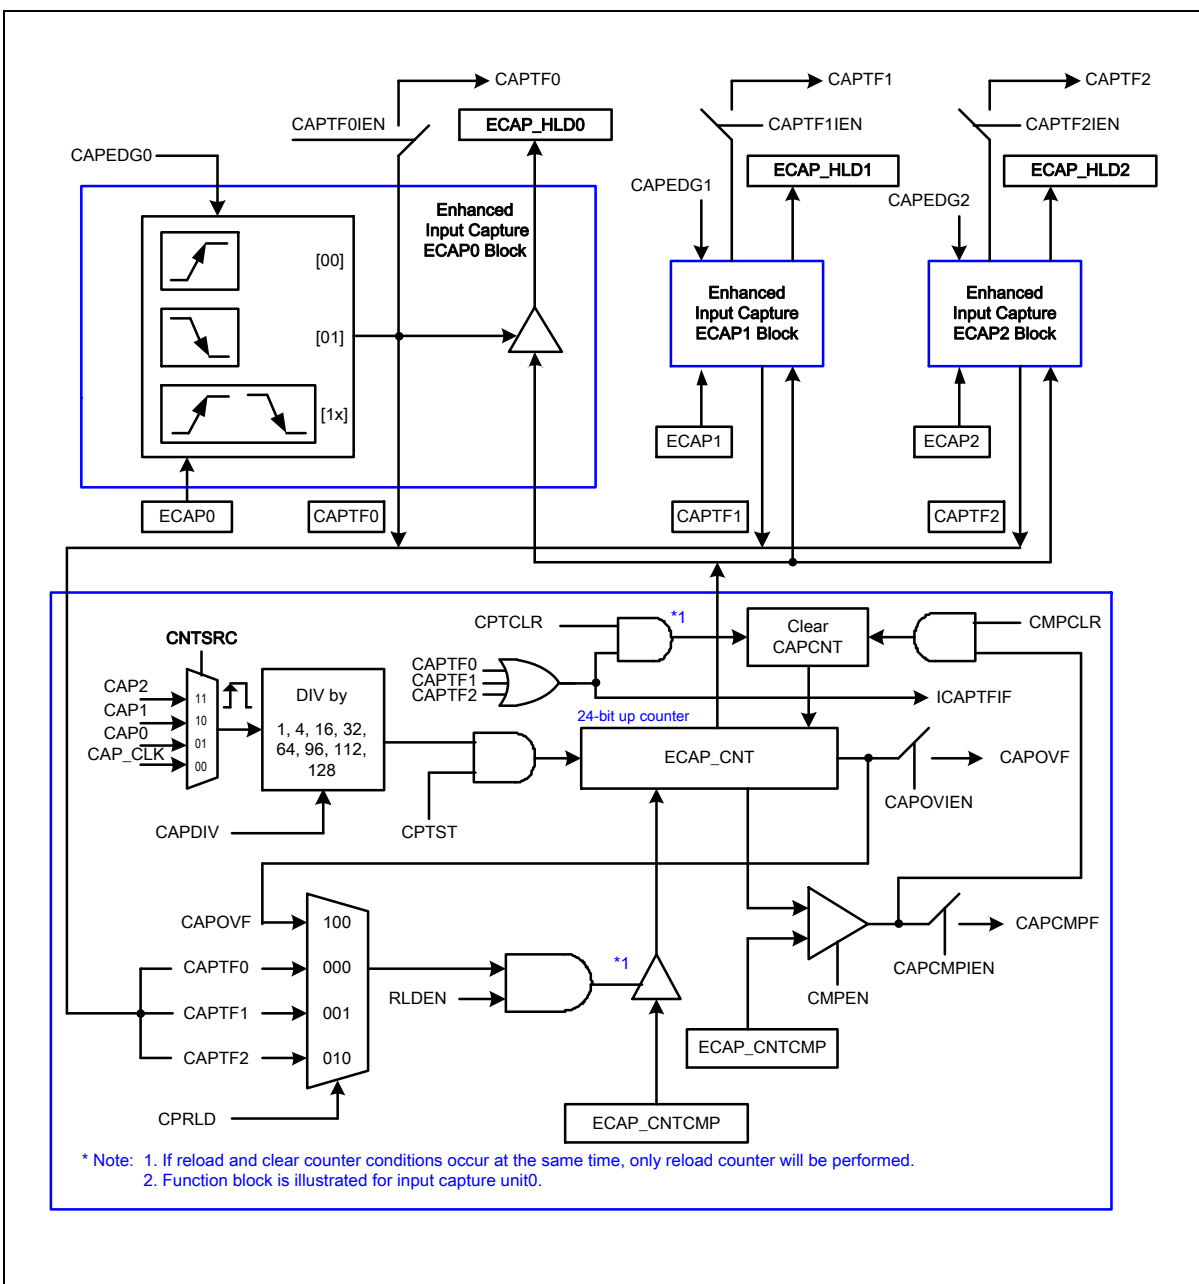 CAPTF0
CAPTF1
CAPTF2
CAPTF0IEN
ECAP_HLD0
CAPTF1IEN
CAPTF2IEN
CAPEDG0
ECAP_HLD1
ECAP_HLD2
CAPEDG1
CAPEDG2
Enhanced
Input Capture
ECAP0 Block
[00]
[01]
[1x]
Enhanced
Input Capture
ECAP1 Block
Enhanced
Input Capture
ECAP2 Block
ECAP1
ECAP2
ECAP0
CAPTF0
CAPTF1
CAPTF2
CNTSRC
CAP2
CAP1
CAP0
CAP_CLK
11
10
01
00
DIV by
1, 4, 16, 32,
64, 96, 112,
128
CAPDIV
CPTCLR
*1
CAPTF0
CAPTF1
CAPTF2
Clear
CAPCNT
CMPCLR
ICAPTFIF
24-bit up counter
ECAP_CNT
CPTST
CAPOVF
CAPOVIEN
CAPOVF
CAPTF0
CAPTF1
CAPTF2
100
000
001
010
CPRLD
RLDEN
*1
CAPCMPF
CAPCMPIEN
CMPEN
ECAP_CNTCMP
ECAP_CNTCMP
* Note: 1. If reload and clear counter conditions occur at the same time, only reload counter will be performed.
2. Function block is illustrated for input capture unit0.